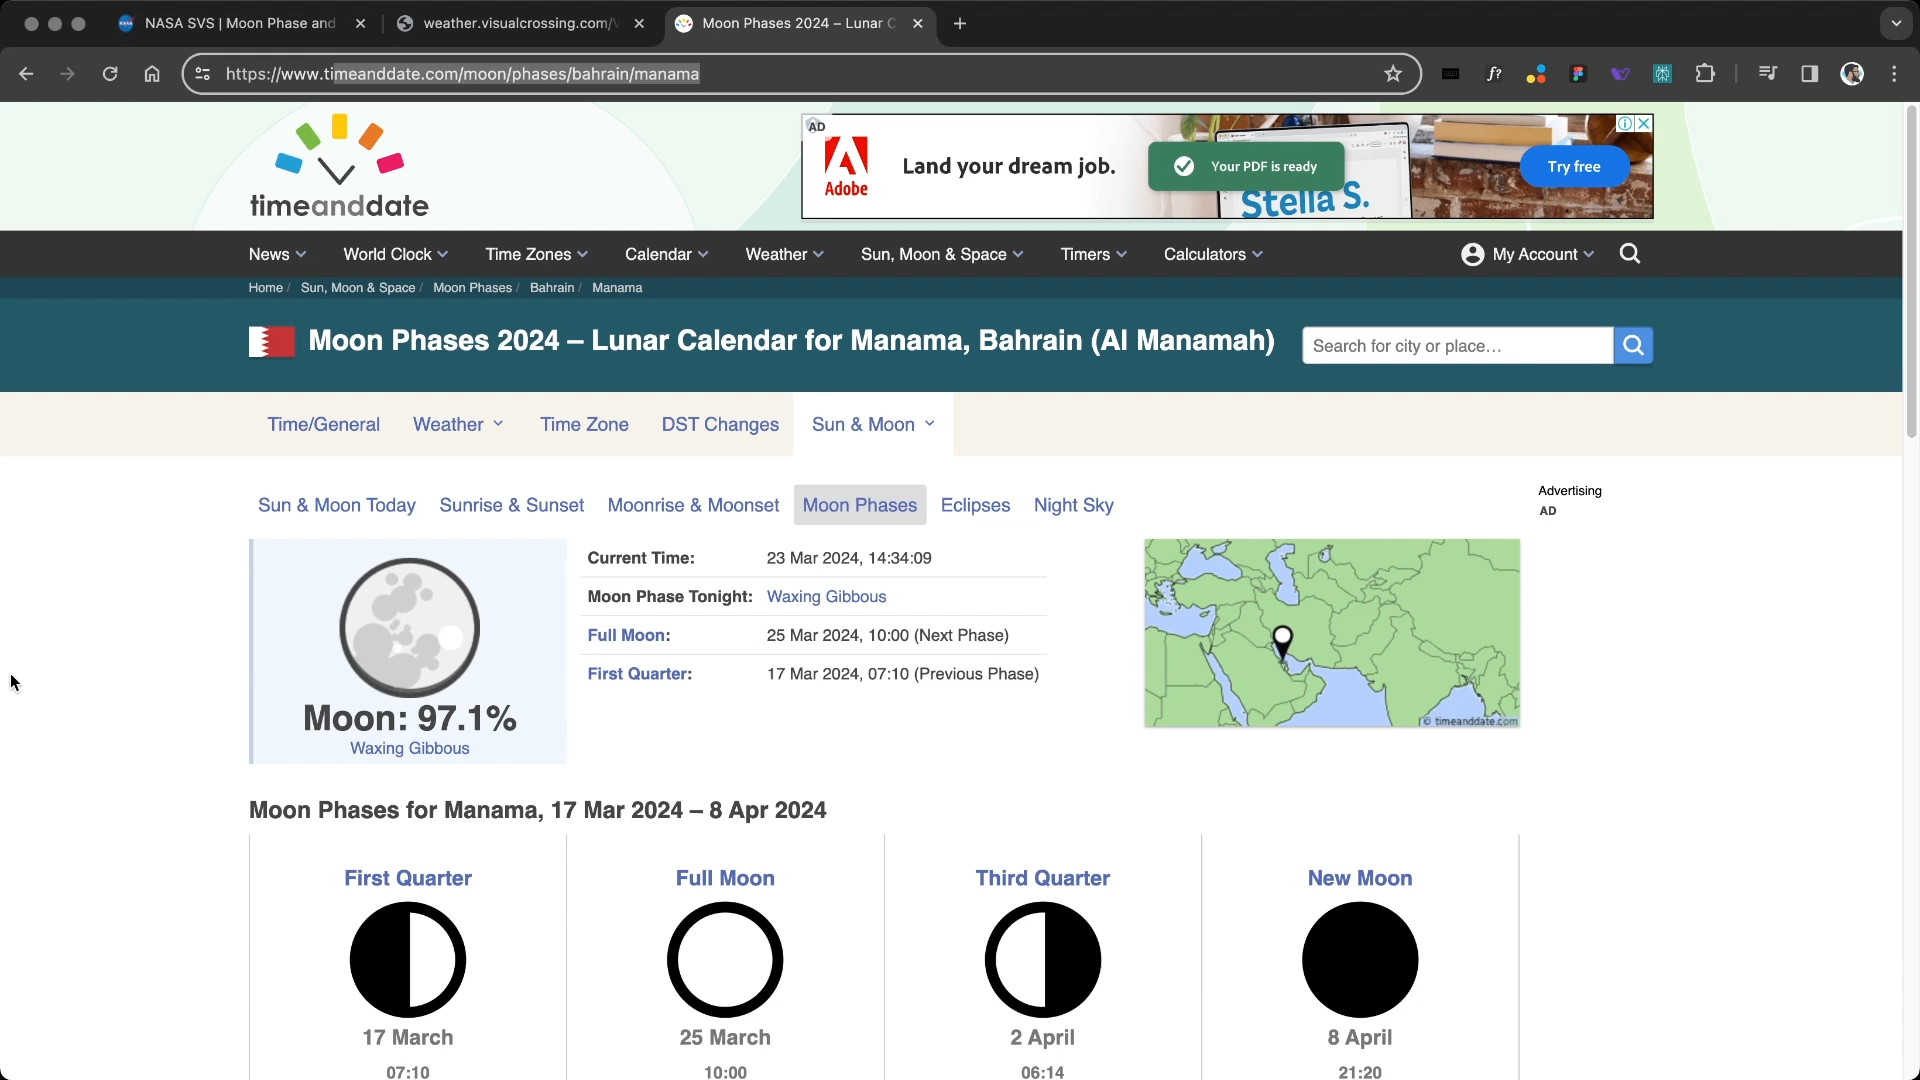 NASA SVS | Moon Phase and
weather.visualcrossing.com/V
Moon Phases 2024 – Lunar C
https://www.timeanddate.com/moon/phases/bahrain/manama
timeanddate
AD
Adobe
Land your dream job.
Your PDF is ready
Stella S.
Try free
News
World Clock
Time Zones
Calendar
Weather
Sun, Moon & Space
Timers
Calculators
My Account
Home / Sun, Moon & Space / Moon Phases / Bahrain / Manama
Moon Phases 2024 – Lunar Calendar for Manama, Bahrain (Al Manamah)
Search for city or place…
Time/General
Weather
Time Zone
DST Changes
Sun & Moon
Sun & Moon Today
Sunrise & Sunset
Moonrise & Moonset
Moon Phases
Eclipses
Night Sky
Advertising
AD
Moon: 97.1%
Waxing Gibbous
Current Time: 23 Mar 2024, 14:34:09
Moon Phase Tonight: Waxing Gibbous
Full Moon: 25 Mar 2024, 10:00 (Next Phase)
First Quarter: 17 Mar 2024, 07:10 (Previous Phase)
© timeanddate.com
Moon Phases for Manama, 17 Mar 2024 – 8 Apr 2024
First Quarter
17 March
07:10
Full Moon
25 March
10:00
Third Quarter
2 April
06:14
New Moon
8 April
21:20